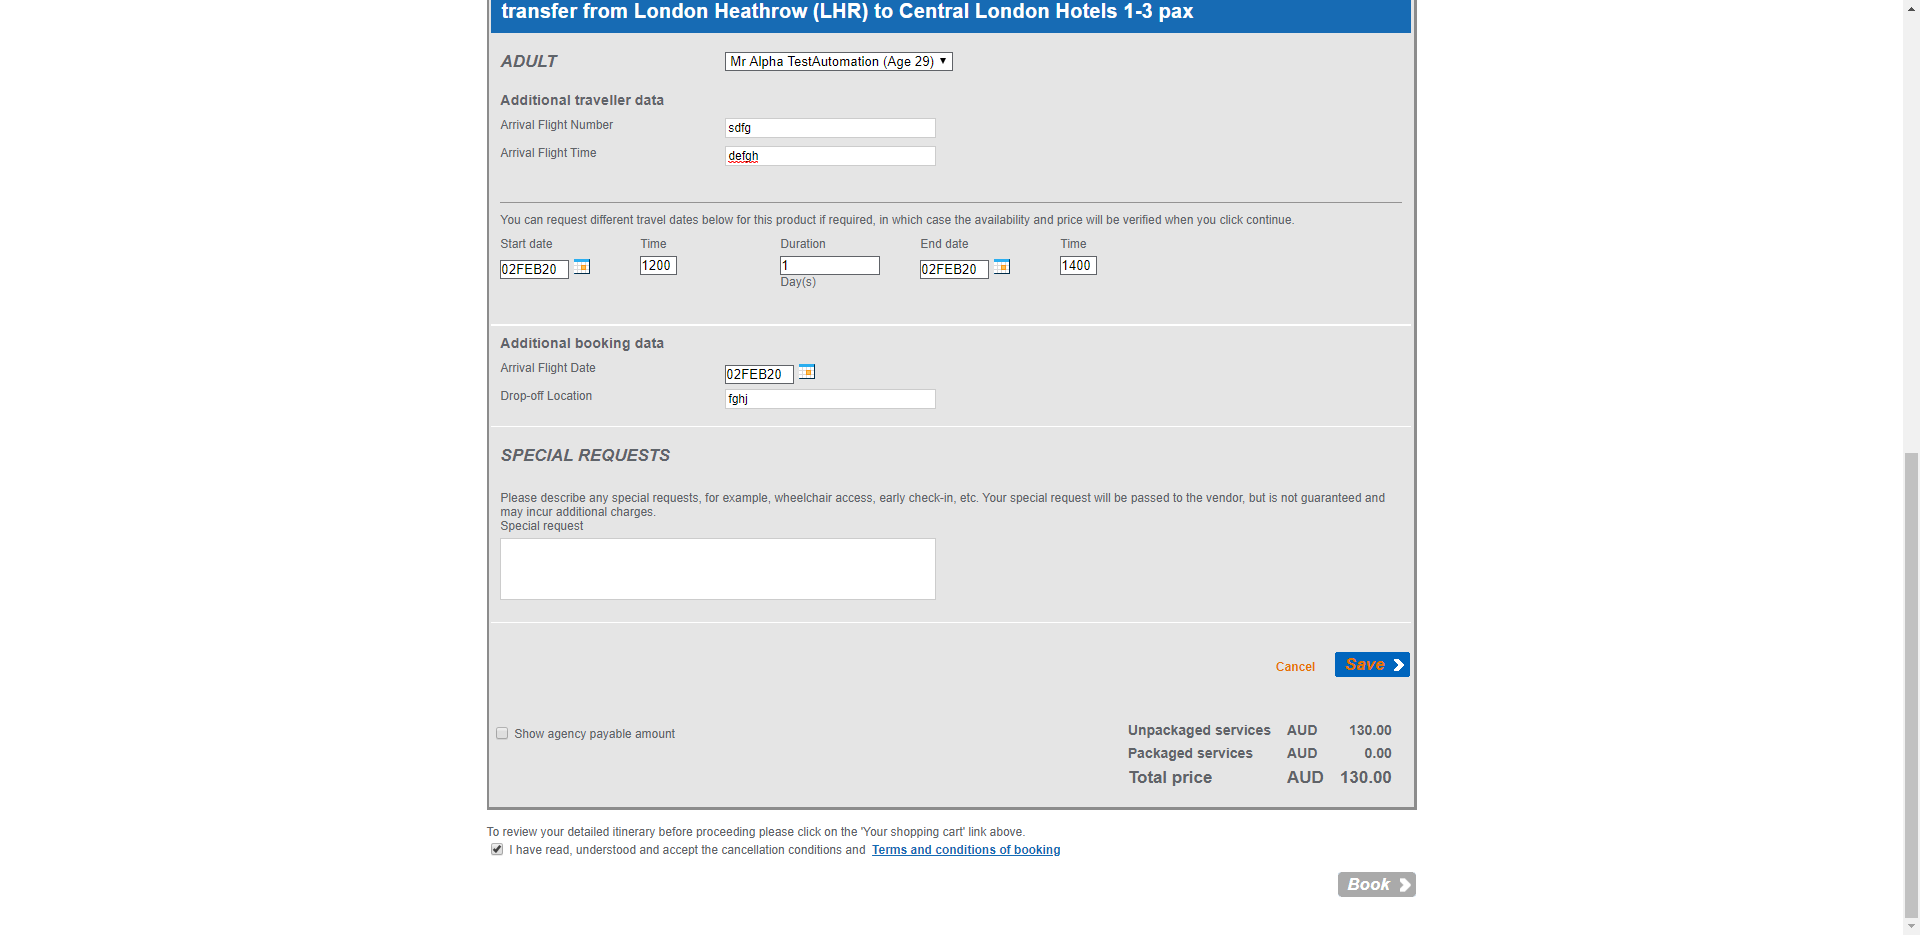 transfer from London Heathrow (LHR) to Central London Hotels 1-3 pax
ADULT
Mr Alpha TestAutomation (Age 29)
Additional traveller data
Arrival Flight Number
sdfg
Arrival Flight Time
defgh
You can request different travel dates below for this product if required, in which case the availability and price will be verified when you click continue.
Start date Time Duration End date Time
02FEB20 1200 1 02FEB20 1400
Day(s)
Additional booking data
Arrival Flight Date
02FEB20
Drop-off Location
fghj
SPECIAL REQUESTS
Please describe any special requests, for example, wheelchair access, early check-in, etc. Your special request will be passed to the vendor, but is not guaranteed and
may incur additional charges.
Special request
Cancel Save
Show agency payable amount
Unpackaged services AUD 130.00
Packaged services AUD 0.00
Total price AUD 130.00
To review your detailed itinerary before proceeding please click on the 'Your shopping cart' link above.
I have read, understood and accept the cancellation conditions and Terms and conditions of booking
Book